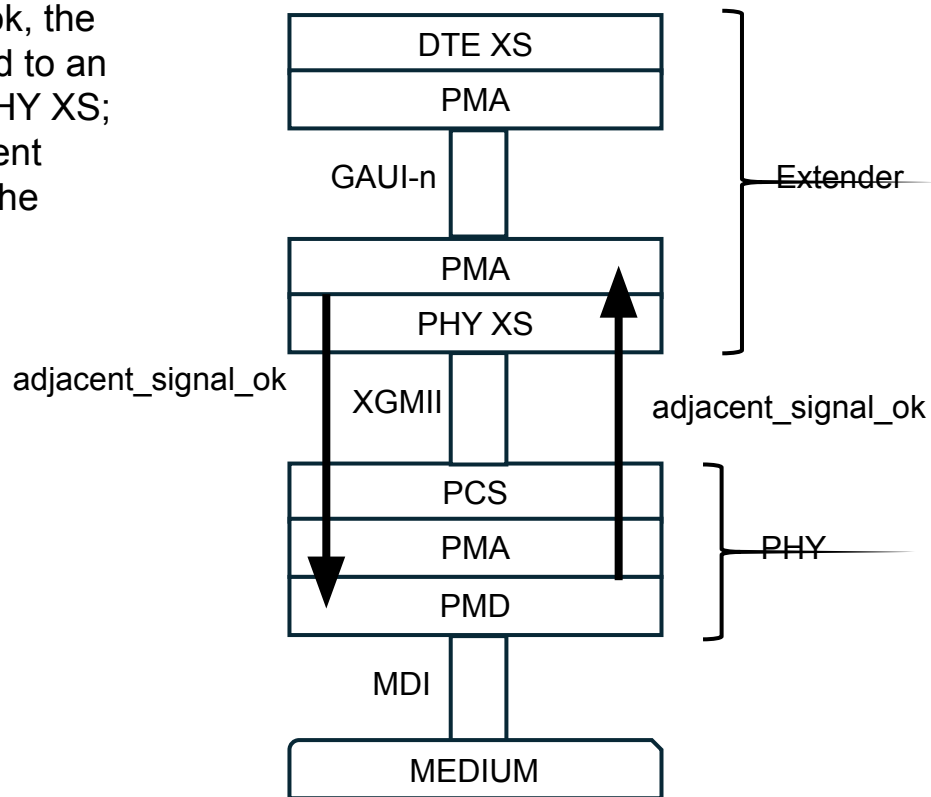 ok, the
d to an
HY XS;
ent
he
DTE XS
PMA
GAUI-n
Extender
PMA
PHY XS
adjacent_signal_ok
XGMII
adjacent_signal_ok
PCS
PMA
PHY
PMD
MDI
MEDIUM